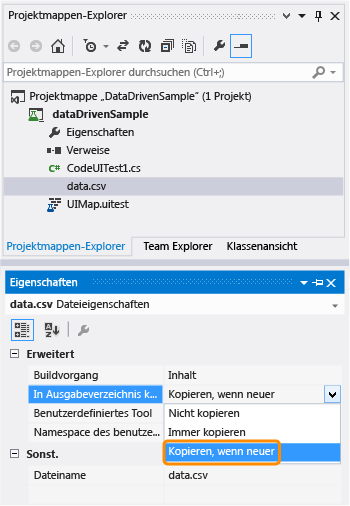 Projektmappen-Explorer
Projektmappen-Explorer durchsuchen (Ctrl+;)
Projektmappe „DataDrivenSample“ (1 Projekt)
dataDrivenSample
Eigenschaften
Verweise
C# CodeUITest1.cs
data.csv
UIMap.uitest
Projektmappen-Explorer Team Explorer Klassenansicht
Eigenschaften
data.csv Dateieigenschaften
Erweitert
Buildvorgang Inhalt
In Ausgabeverzeichnis k... Kopieren, wenn neuer
Benutzerdefiniertes Tool Nicht kopieren
Namespace des benutze... Immer kopieren
Kopieren, wenn neuer
Sonst.
Dateiname data.csv